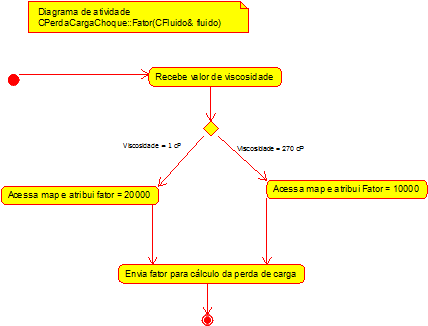 Diagrama de atividade
CPerdaCargaChoque::Fator(CFluido& fluido)
Recebe valor de viscosidade
Viscosidade = 1 cP
Viscosidade = 270 cP
Acessa map e atribui fator = 20000
Acessa map e atribui Fator = 10000
Envia fator para cálculo da perda de carga